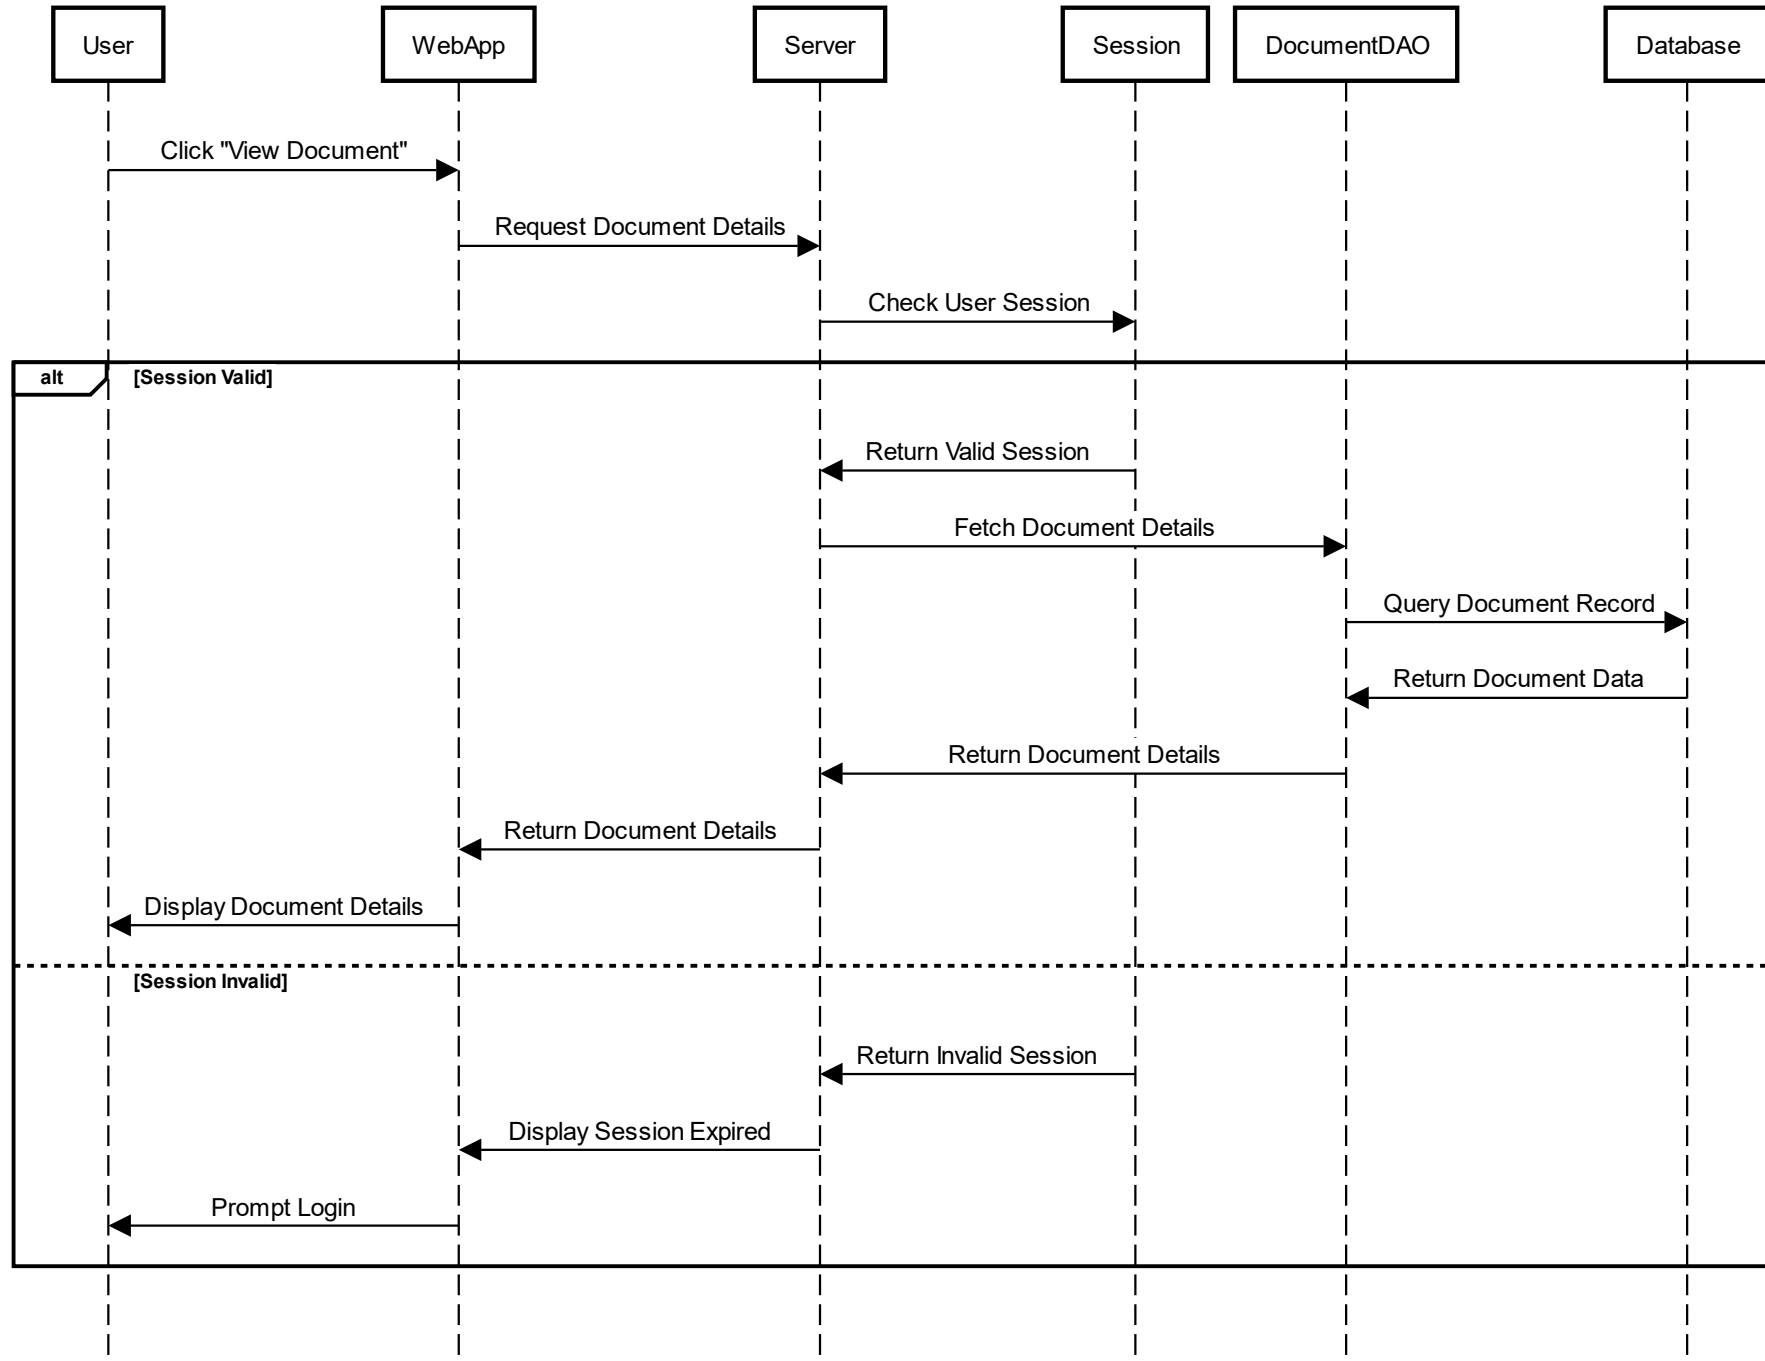 User
WebApp
Server
Session
DocumentDAO
Database
Click "View Document"
Request Document Details
Check User Session
alt
[Session Valid]
Return Valid Session
Fetch Document Details
Query Document Record
Return Document Data
Return Document Details
Return Document Details
Display Document Details
[Session Invalid]
Return Invalid Session
Display Session Expired
Prompt Login